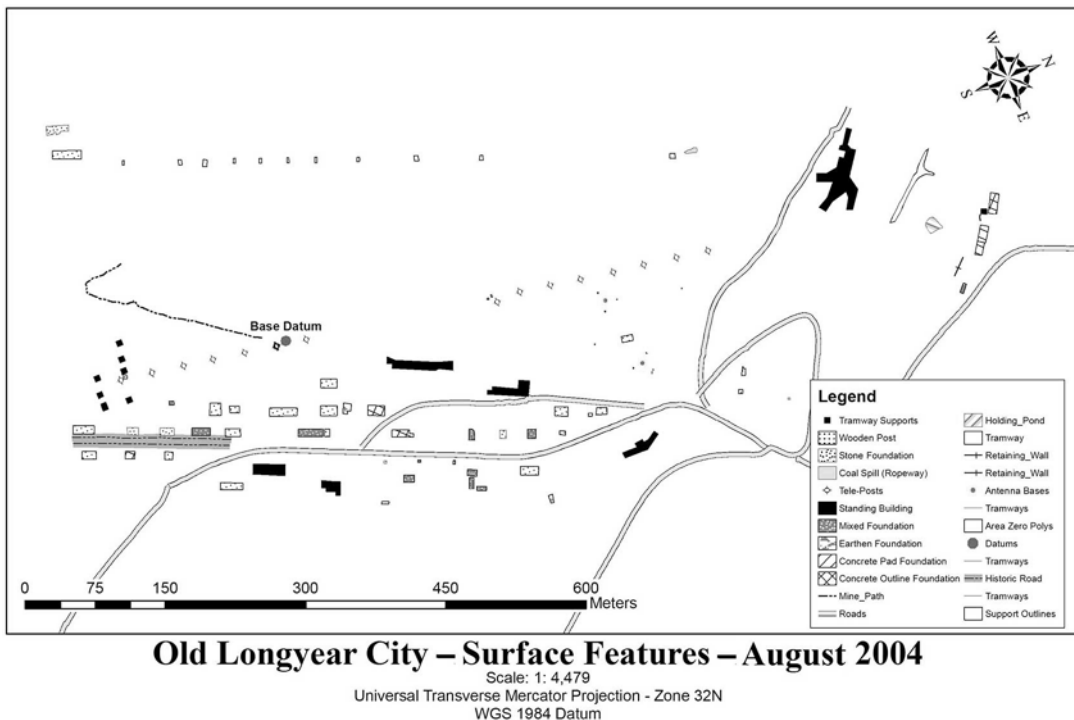 W
N
S
E
Base Datum
Legend
Tramway Supports
Wooden Post
Stone Foundation
Coal Spill (Ropeway)
Tele-Posts
Standing Building
Mixed Foundation
Earthen Foundation
Concrete Pad Foundation
Concrete Outline Foundation
Mine_Path
Roads
Holding_Pond
Tramway
Retaining_Wall
Retaining_Wall
Antenna Bases
Tramways
Area Zero Polys
Datums
Tramways
Historic Road
Tramways
Support Outlines
0 75 150 300 450 600
Meters
Old Longyear City – Surface Features – August 2004
Scale: 1: 4,479
Universal Transverse Mercator Projection - Zone 32N
WGS 1984 Datum